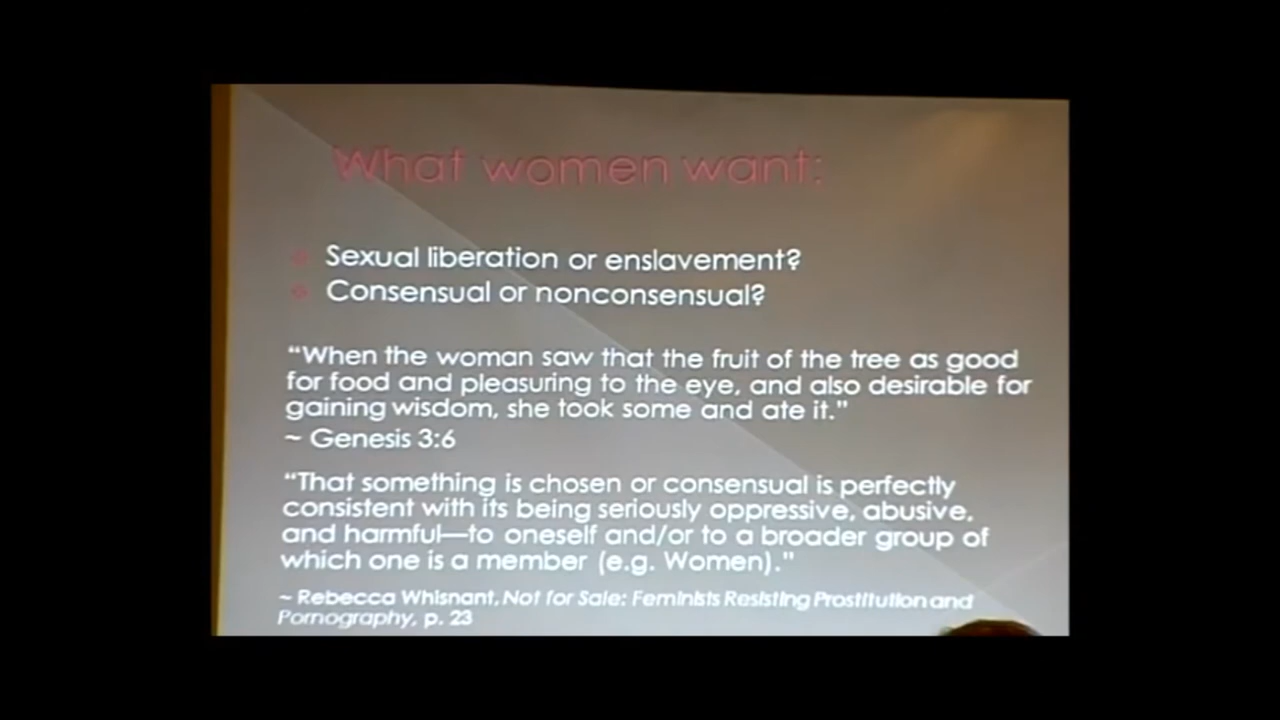 What women want:
Sexual liberation or enslavement?
Consensual or nonconsensual?
“When the woman saw that the fruit of the tree as good
for food and pleasuring to the eye, and also desirable for
gaining wisdom, she took some and ate it.”
~ Genesis 3:6
“That something is chosen or consensual is perfectly
consistent with its being seriously oppressive, abusive,
and harmful—to oneself and/or to a broader group of
which one is a member (e.g. Women).”
~ Rebecca Whisnant, Not for Sale: Feminists Resisting Prostitution and
Pornography, p. 23